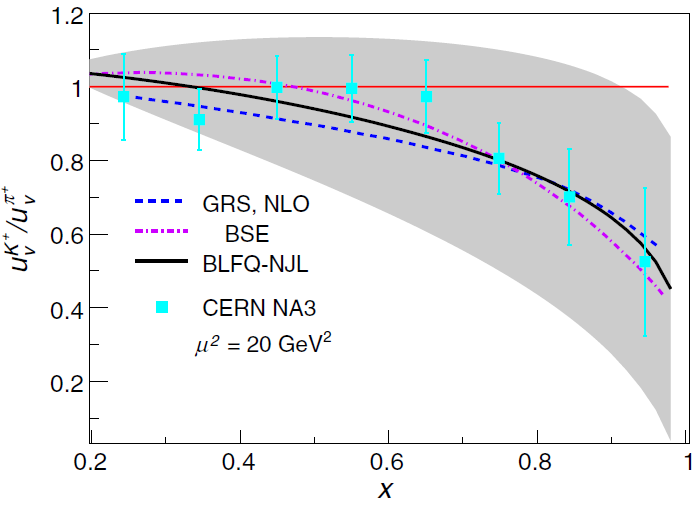 1.2
1
0.8
0.6
0.4
0.2
u_v^{K^+}/u_v^{π^+}
GRS, NLO
BSE
BLFQ-NJL
CERN NA3
μ² = 20 GeV²
0.2 0.4 0.6 0.8 1
x